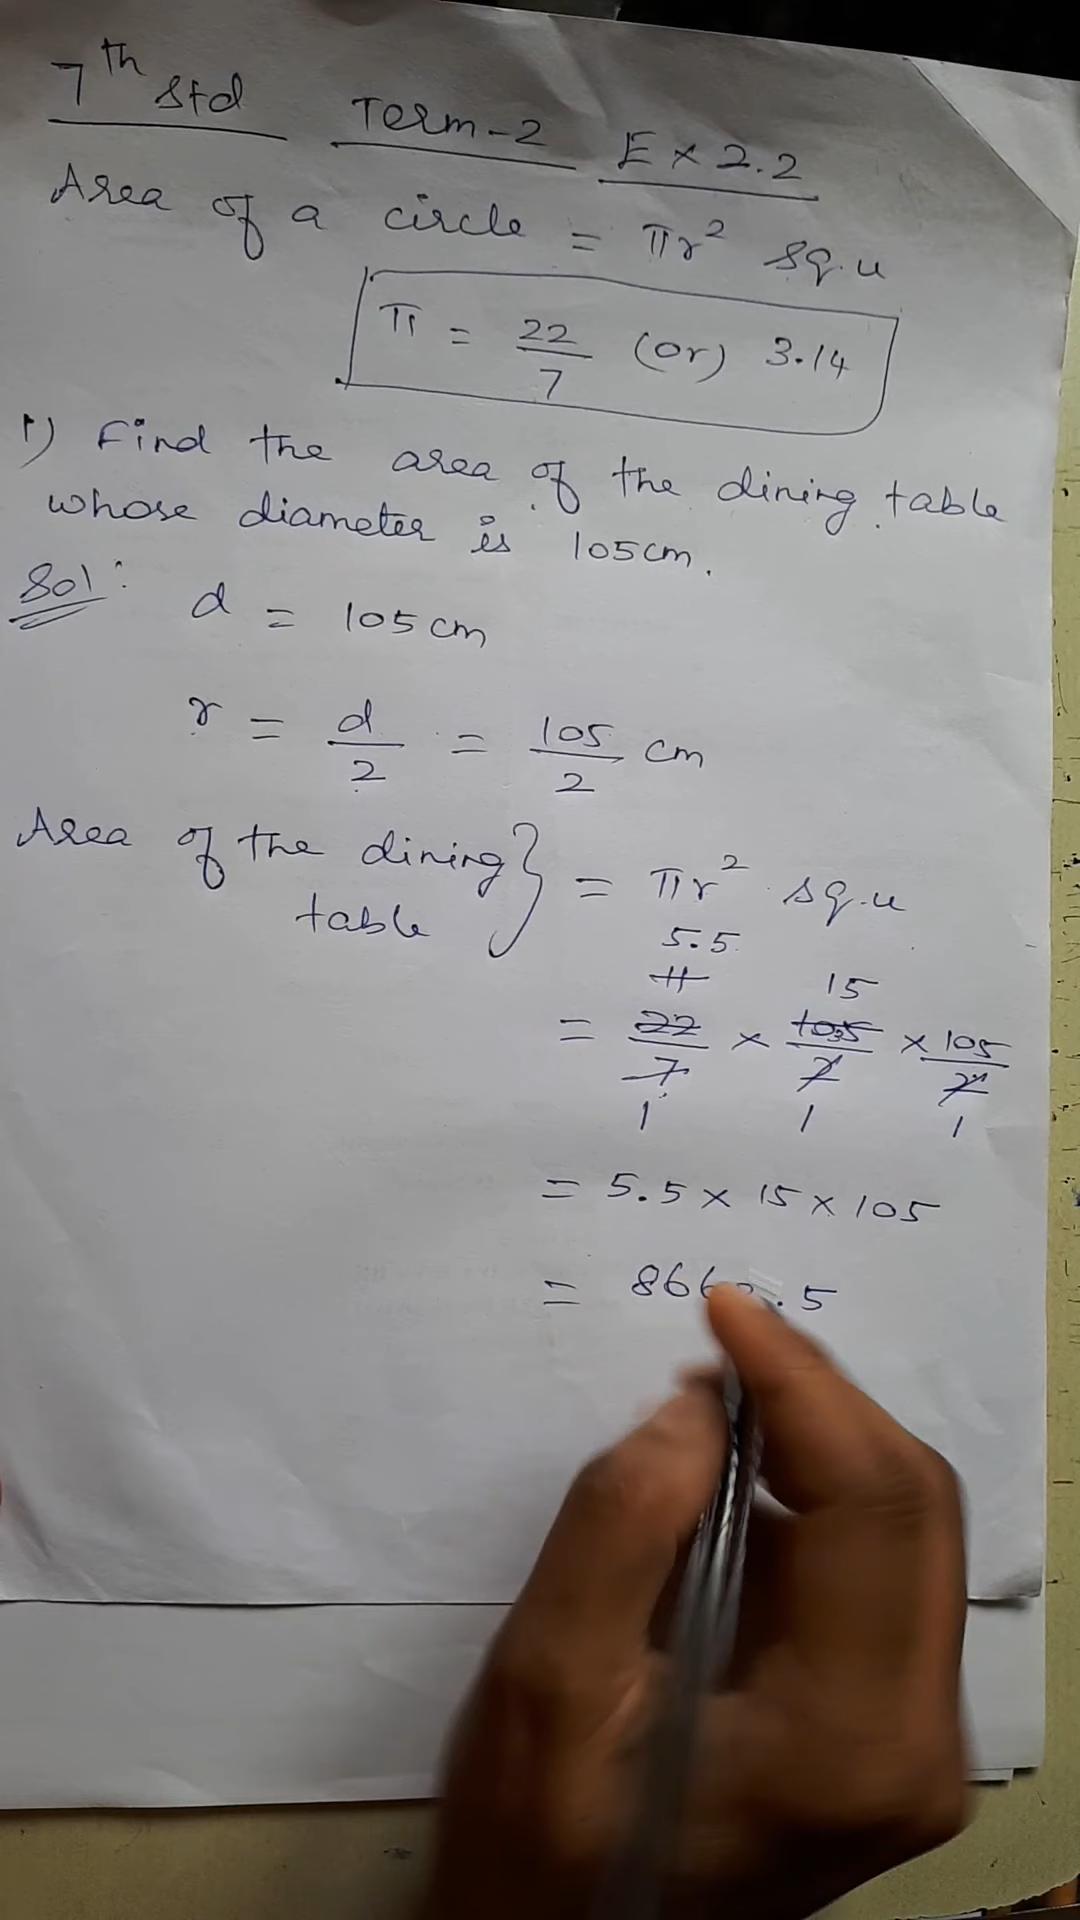 7th Std Term-2 Ex 2.2
Area of a circle = πr² sq.u
π = 22/7 (or) 3.14
1) Find the area of the dining table
whose diameter is 105cm.
Sol: d = 105 cm
r = d/2 = 105/2 cm
Area of the dining table } = πr² sq.u
5.5
11 15
= 22/7 × 105/2 × 105/2
1 1 1
= 5.5 × 15 × 105
= 866 .5